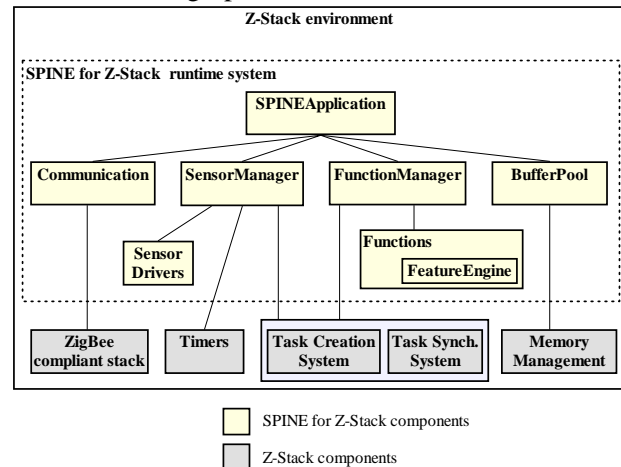 Z-Stack environment
SPINE for Z-Stack runtime system
SPINEApplication
Communication
SensorManager
FunctionManager
BufferPool
Sensor
Drivers
Functions
FeatureEngine
ZigBee
compliant stack
Timers
Task Creation
System
Task Synch.
System
Memory
Management
SPINE for Z-Stack components
Z-Stack components